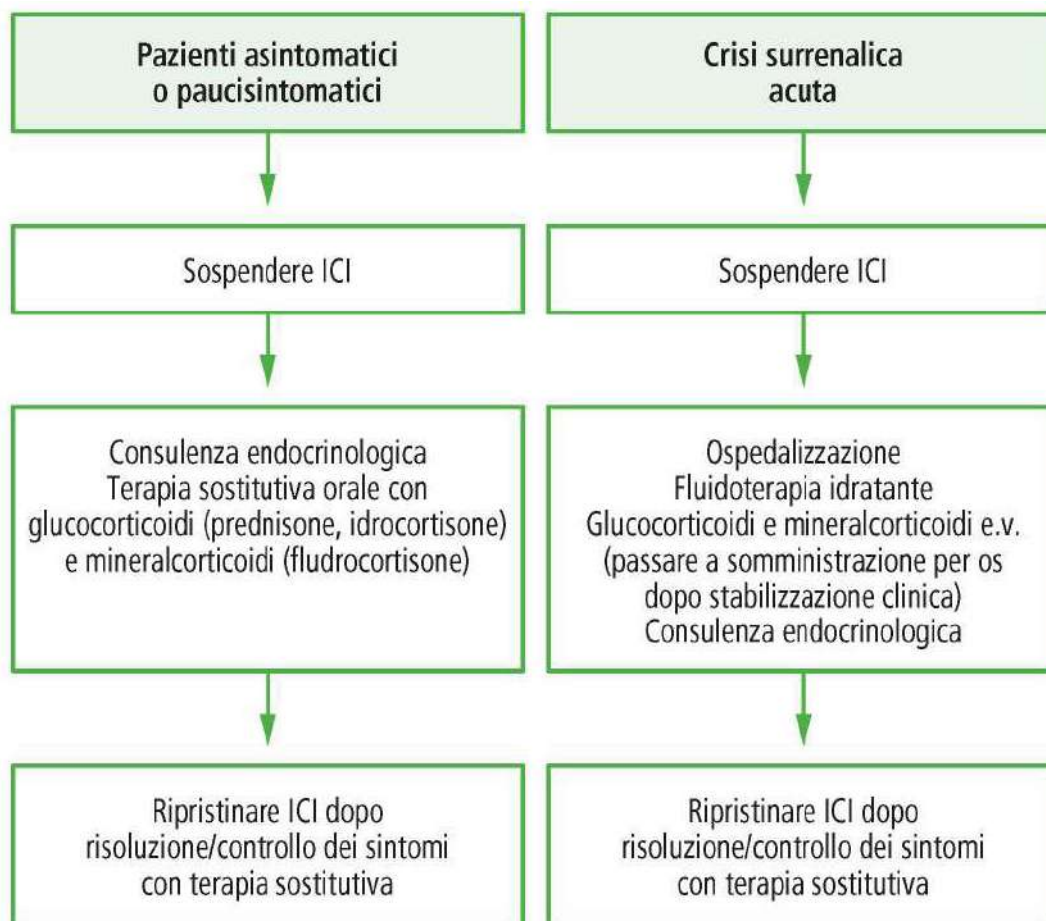 Pazienti asintomatici
o paucisintomatici
Crisi surrenalica
acuta
Sospendere ICI
Sospendere ICI
Consulenza endocrinologica
Terapia sostitutiva orale con
glucocorticoidi (prednisone, idrocortisone)
e mineralcorticoidi (fludrocortisone)
Ospedalizzazione
Fluidoterapia idratante
Glucocorticoidi e mineralcorticoidi e.v.
(passare a somministrazione per os
dopo stabilizzazione clinica)
Consulenza endocrinologica
Ripristinare ICI dopo
risoluzione/controllo dei sintomi
con terapia sostitutiva
Ripristinare ICI dopo
risoluzione/controllo dei sintomi
con terapia sostitutiva